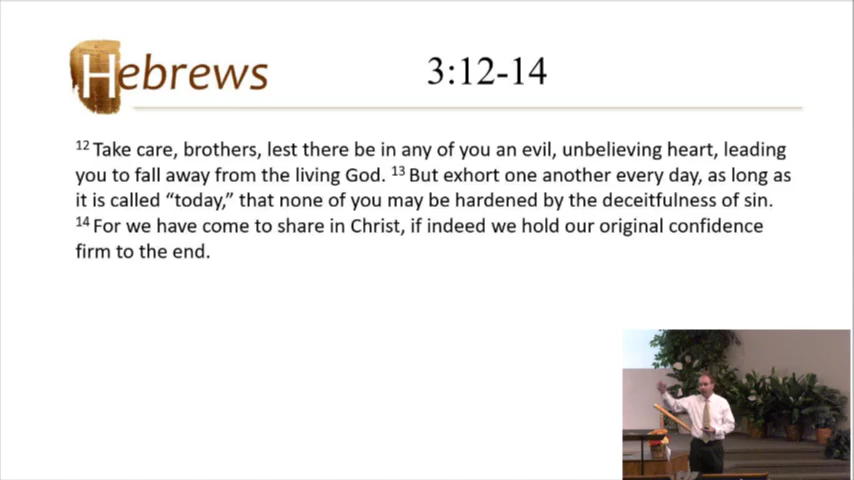 Hebrews
3:12-14
12 Take care, brothers, lest there be in any of you an evil, unbelieving heart, leading
you to fall away from the living God. 13 But exhort one another every day, as long as
it is called “today,” that none of you may be hardened by the deceitfulness of sin.
14 For we have come to share in Christ, if indeed we hold our original confidence
firm to the end.